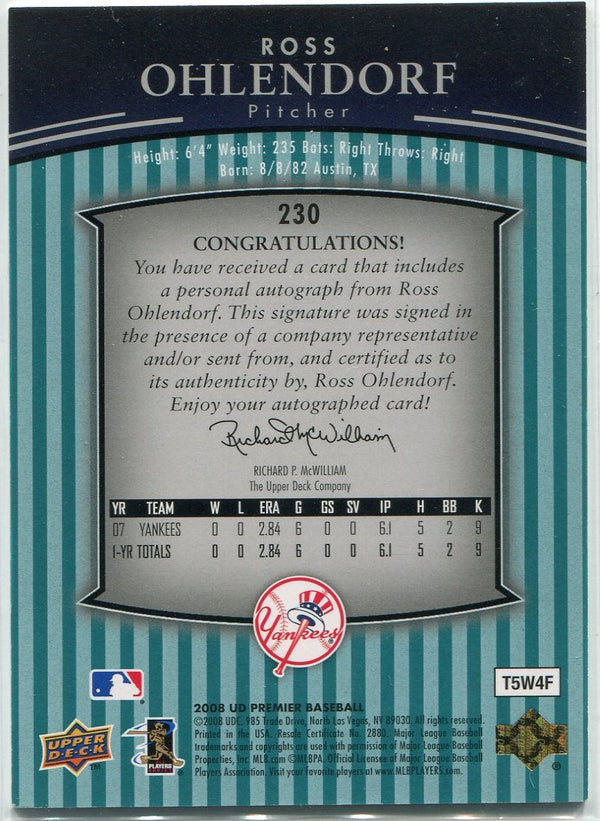 ROSS
OHLENDORF
Pitcher
Height: 6'4" Weight: 235 Bats: Right Throws: Right
Born: 8/8/82 Austin, TX
230
CONGRATULATIONS!
You have received a card that includes
a personal autograph from Ross
Ohlendorf. This signature was signed in
the presence of a company representative
and/or sent from, and certified as to
its authenticity by, Ross Ohlendorf.
Enjoy your autographed card!
Richard McWilliam
RICHARD P. McWILLIAM
The Upper Deck Company
YR TEAM W L ERA G GS SV IP H BB K
07 YANKEES 0 0 2.84 6 0 0 6.1 5 2 9
1-YR TOTALS 0 0 2.84 6 0 0 6.1 5 2 9
Yankees
T5W4F
UPPER DECK
TM
PLAYERS CHOICE
2008 UD PREMIER BASEBALL
©2008 UDC. 985 Trade Drive, North Las Vegas, NV 89030. All rights reserved.
Printed in the USA. Resale Certificate No. 2880. Major League Baseball
trademarks and copyrights are used with permission of Major League Baseball
Properties, Inc. MLB.com ©MLBPA. Official Licensee of Major League Baseball
Players Association. Visit your favorite players at www.MLBPLAYERS.com.
®